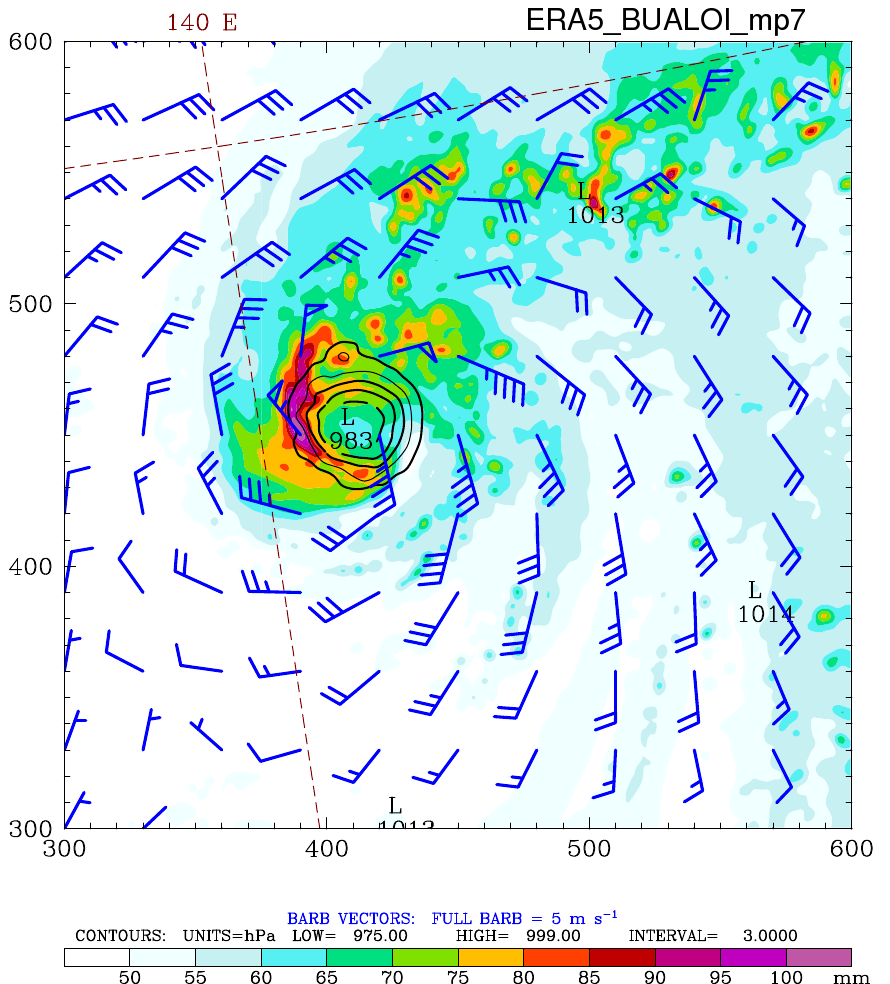 ERA5_BUALOI_mp7
140 E
600
500
400
300
L
1013
L
983
L
1014
L
1013
300 400 500 600
BARB VECTORS: FULL BARB = 5 m s⁻¹
CONTOURS: UNITS=hPa LOW= 975.00 HIGH= 999.00 INTERVAL= 3.0000
50 55 60 65 70 75 80 85 90 95 100 mm